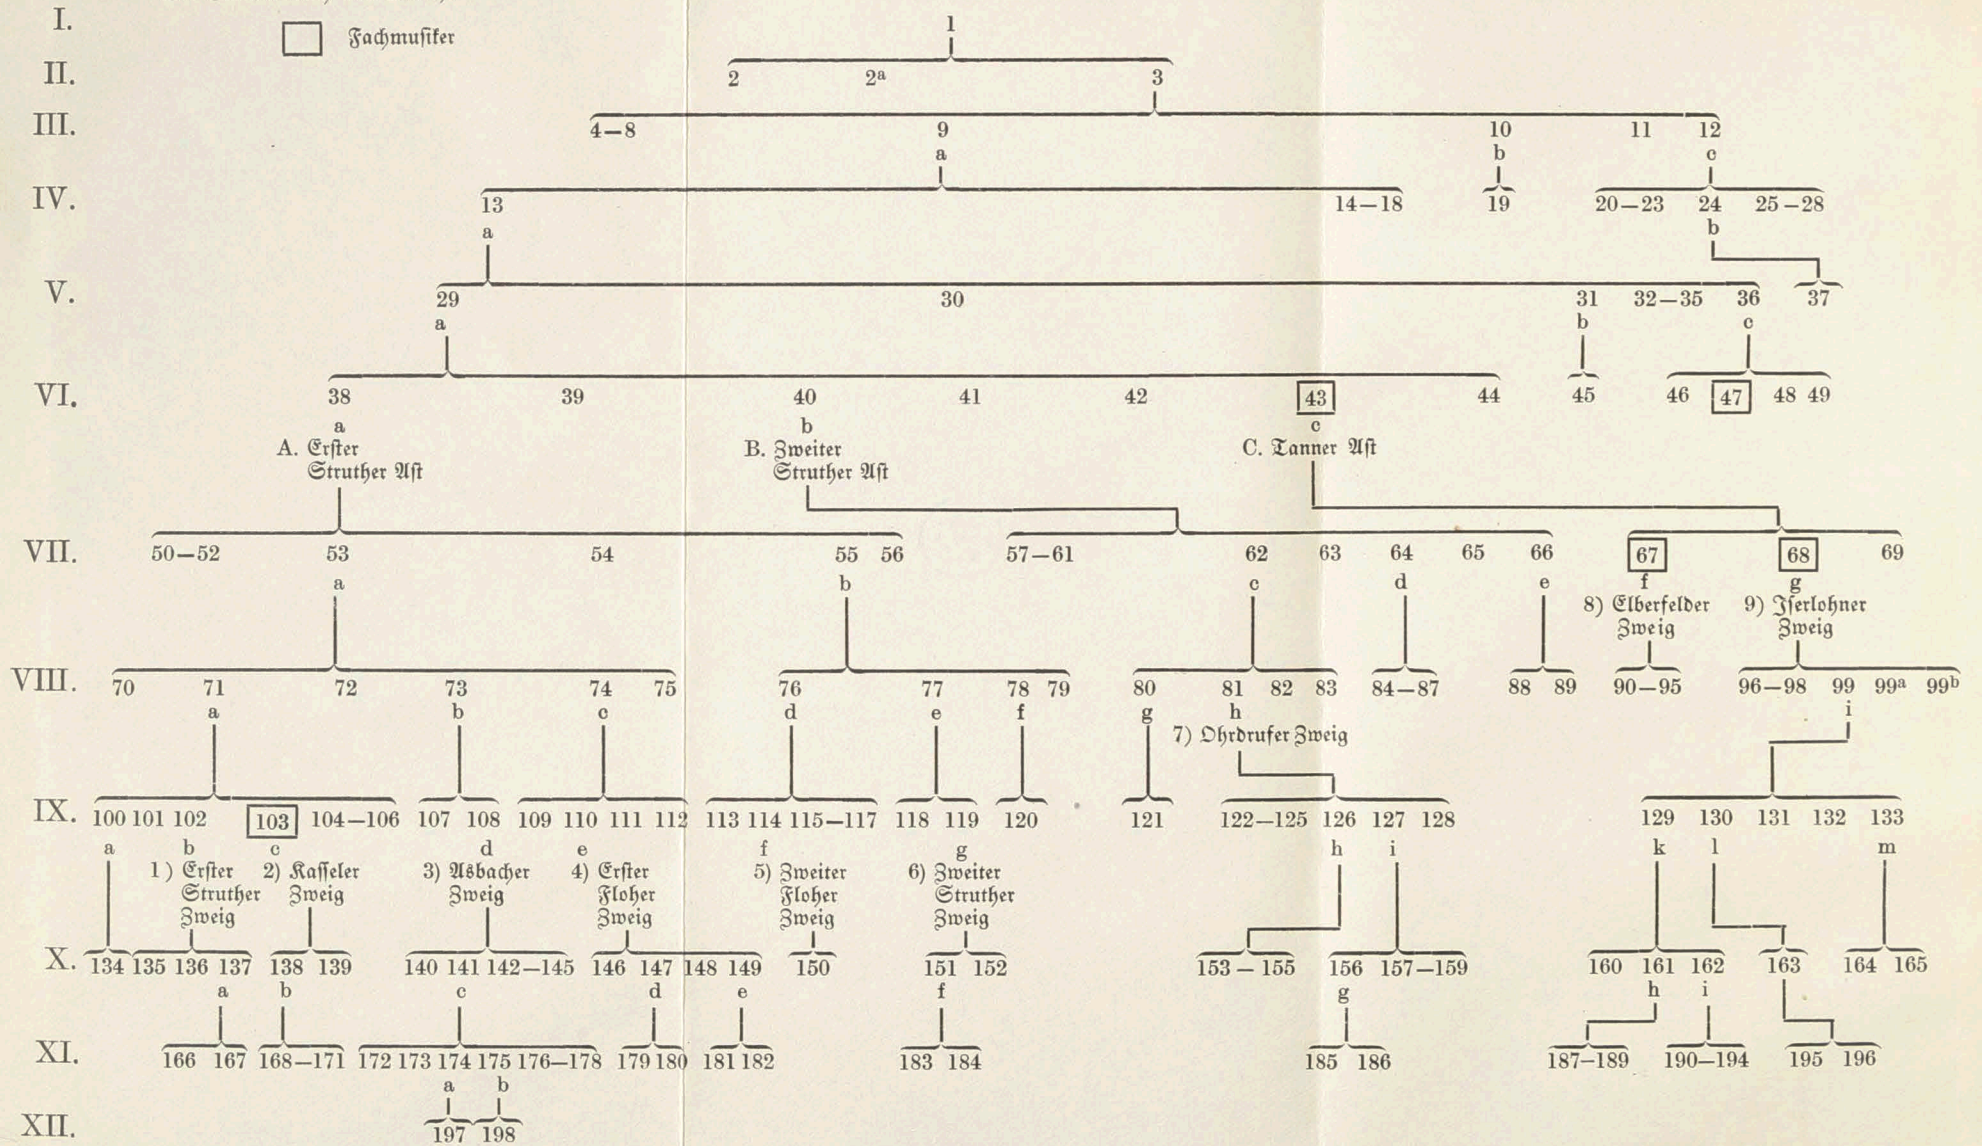 I. 1
Fachmusiker
II. 2 2a 3
III. 4—8 9 10 11 12
a b c
IV. 13 14—18 19 20—23 24 25—28
a b
V. 29 30 31 32—35 36 37
a b c
VI. 38 39 40 41 42 43 44 45 46 47 48 49
a b c
A. Erſter B. Zweiter C. Tanner Aſt
Struther Aſt Struther Aſt
VII. 50—52 53 54 55 56 57—61 62 63 64 65 66 67 68 69
a b c d e f g
8) Elberfelder 9) Iſerlohner
Zweig Zweig
VIII. 70 71 72 73 74 75 76 77 78 79 80 81 82 83 84—87 88 89 90—95 96—98 99 99a 99b
a b c d e f g h i
7) Ohrdrufer Zweig
IX. 100 101 102 103 104—106 107 108 109 110 111 112 113 114 115—117 118 119 120 121 122—125 126 127 128 129 130 131 132 133
a b c d e f g h i k l m
1) Erſter 2) Kaſſeler 3) Asbacher 4) Erſter 5) Zweiter 6) Zweiter
Struther Zweig Zweig Floher Floher Struther
Zweig Zweig Zweig Zweig
X. 134 135 136 137 138 139 140 141 142—145 146 147 148 149 150 151 152 153—155 156 157—159 160 161 162 163 164 165
a b c d e f g h i
XI. 166 167 168—171 172 173 174 175 176—178 179 180 181 182 183 184 185 186 187—189 190—194 195 196
a b
XII. 197 198